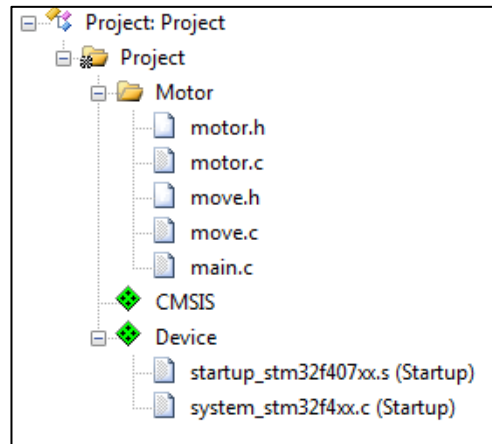 Project: Project
Project
Motor
motor.h
motor.c
move.h
move.c
main.c
CMSIS
Device
startup_stm32f407xx.s (Startup)
system_stm32f4xx.c (Startup)